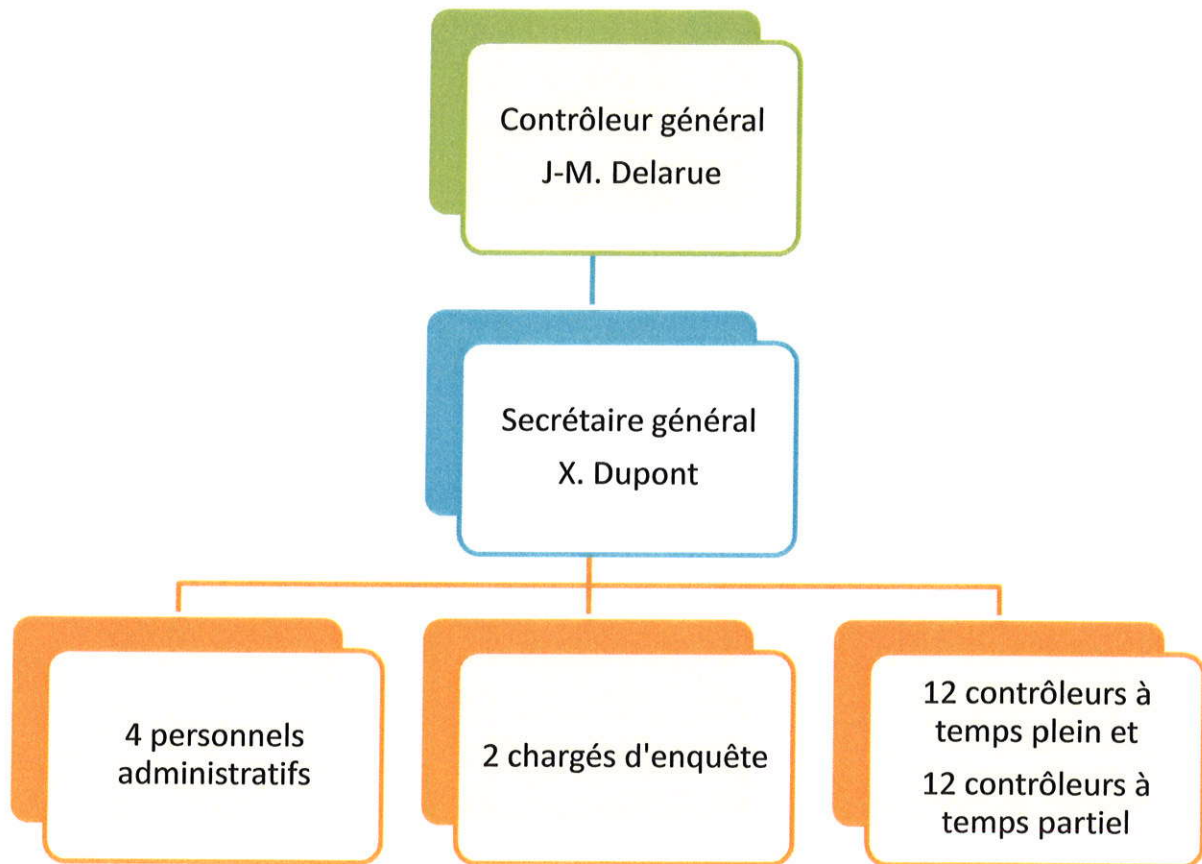 Contrôleur général
J-M. Delarue
Secrétaire général
X. Dupont
4 personnels
administratifs
2 chargés d'enquête
12 contrôleurs à
temps plein et
12 contrôleurs à
temps partiel